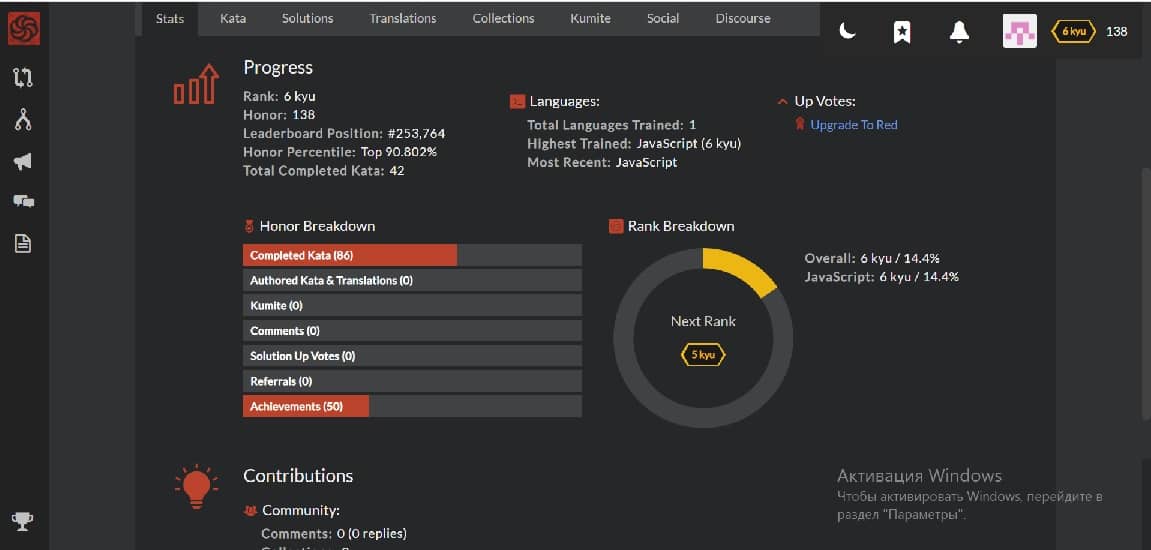 Stats Kata Solutions Translations Collections Kumite Social Discourse
6 kyu 138
Progress
Rank: 6 kyu
Honor: 138
Leaderboard Position: #253,764
Honor Percentile: Top 90.802%
Total Completed Kata: 42
Languages:
Total Languages Trained: 1
Highest Trained: JavaScript (6 kyu)
Most Recent: JavaScript
Up Votes:
Upgrade To Red
Honor Breakdown
Completed Kata (86)
Authored Kata & Translations (0)
Kumite (0)
Comments (0)
Solution Up Votes (0)
Referrals (0)
Achievements (50)
Rank Breakdown
Next Rank
5 kyu
Overall: 6 kyu / 14.4%
JavaScript: 6 kyu / 14.4%
Contributions
Community:
Comments: 0 (0 replies)
Активация Windows
Чтобы активировать Windows, перейдите в
раздел "Параметры".